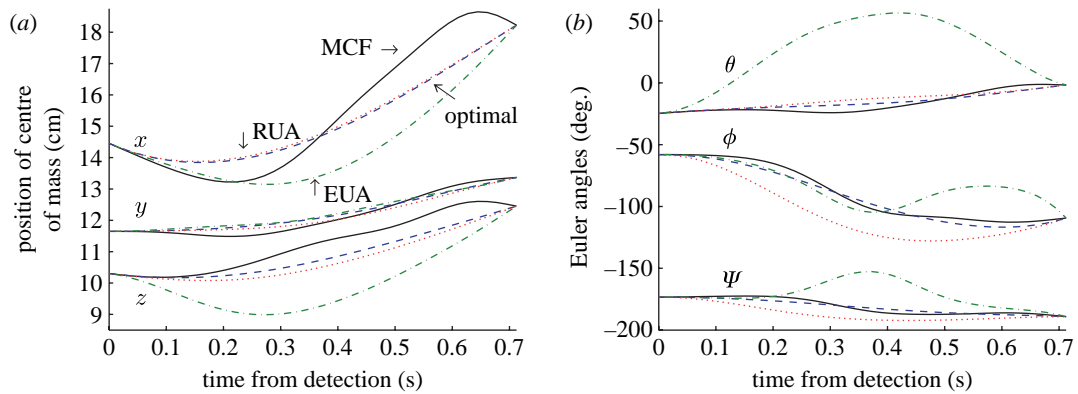 (a)
position of centre
of mass (cm)
18
17
16
15
14
13
12
11
10
9
MCF →
optimal
RUA
EUA
x
y
z
0 0.1 0.2 0.3 0.4 0.5 0.6 0.7
time from detection (s)
(b)
Euler angles (deg.)
50
0
–50
–100
–150
–200
θ
ϕ
Ψ
0 0.1 0.2 0.3 0.4 0.5 0.6 0.7
time from detection (s)